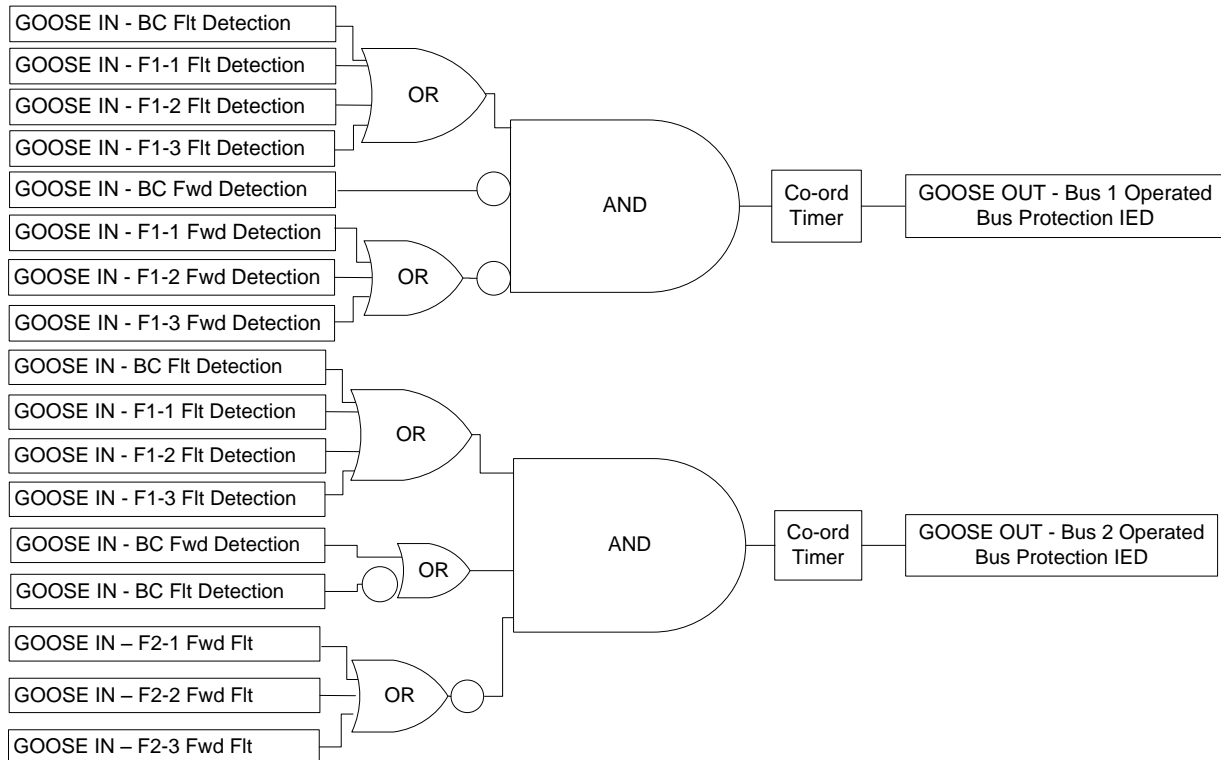 GOOSE IN - BC Flt Detection
GOOSE IN - F1-1 Flt Detection
GOOSE IN - F1-2 Flt Detection
GOOSE IN - F1-3 Flt Detection
OR
GOOSE IN - BC Fwd Detection
GOOSE IN - F1-1 Fwd Detection
GOOSE IN - F1-2 Fwd Detection
GOOSE IN - F1-3 Fwd Detection
OR
AND
Co-ord
Timer
GOOSE OUT - Bus 1 Operated
Bus Protection IED
GOOSE IN - BC Flt Detection
GOOSE IN - F1-1 Flt Detection
GOOSE IN - F1-2 Flt Detection
GOOSE IN - F1-3 Flt Detection
OR
GOOSE IN - BC Fwd Detection
GOOSE IN - BC Flt Detection
OR
GOOSE IN – F2-1 Fwd Flt
GOOSE IN – F2-2 Fwd Flt
GOOSE IN – F2-3 Fwd Flt
OR
AND
Co-ord
Timer
GOOSE OUT - Bus 2 Operated
Bus Protection IED